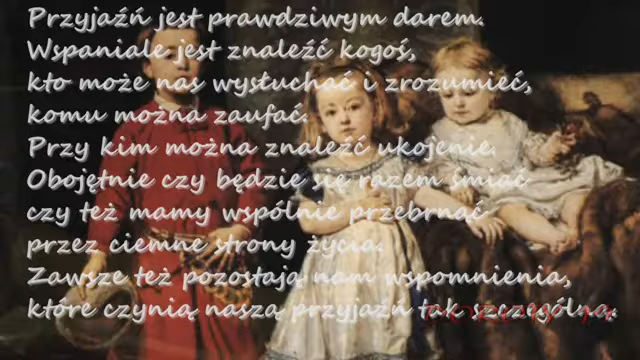 Przyjaźń jest prawdziwym darem.
Wspaniale jest znaleźć kogoś,
kto może nas wysłuchać i zrozumieć,
komu można zaufać.
Przy kim można znaleźć ukojenie.
Obojętnie czy będzie się razem śmiać
czy też mamy wspólnie przebrnąć
przez ciemne strony życia.
Zawsze też pozostają nam wspomnienia,
które czynią naszą przyjaźń tak szczególną.